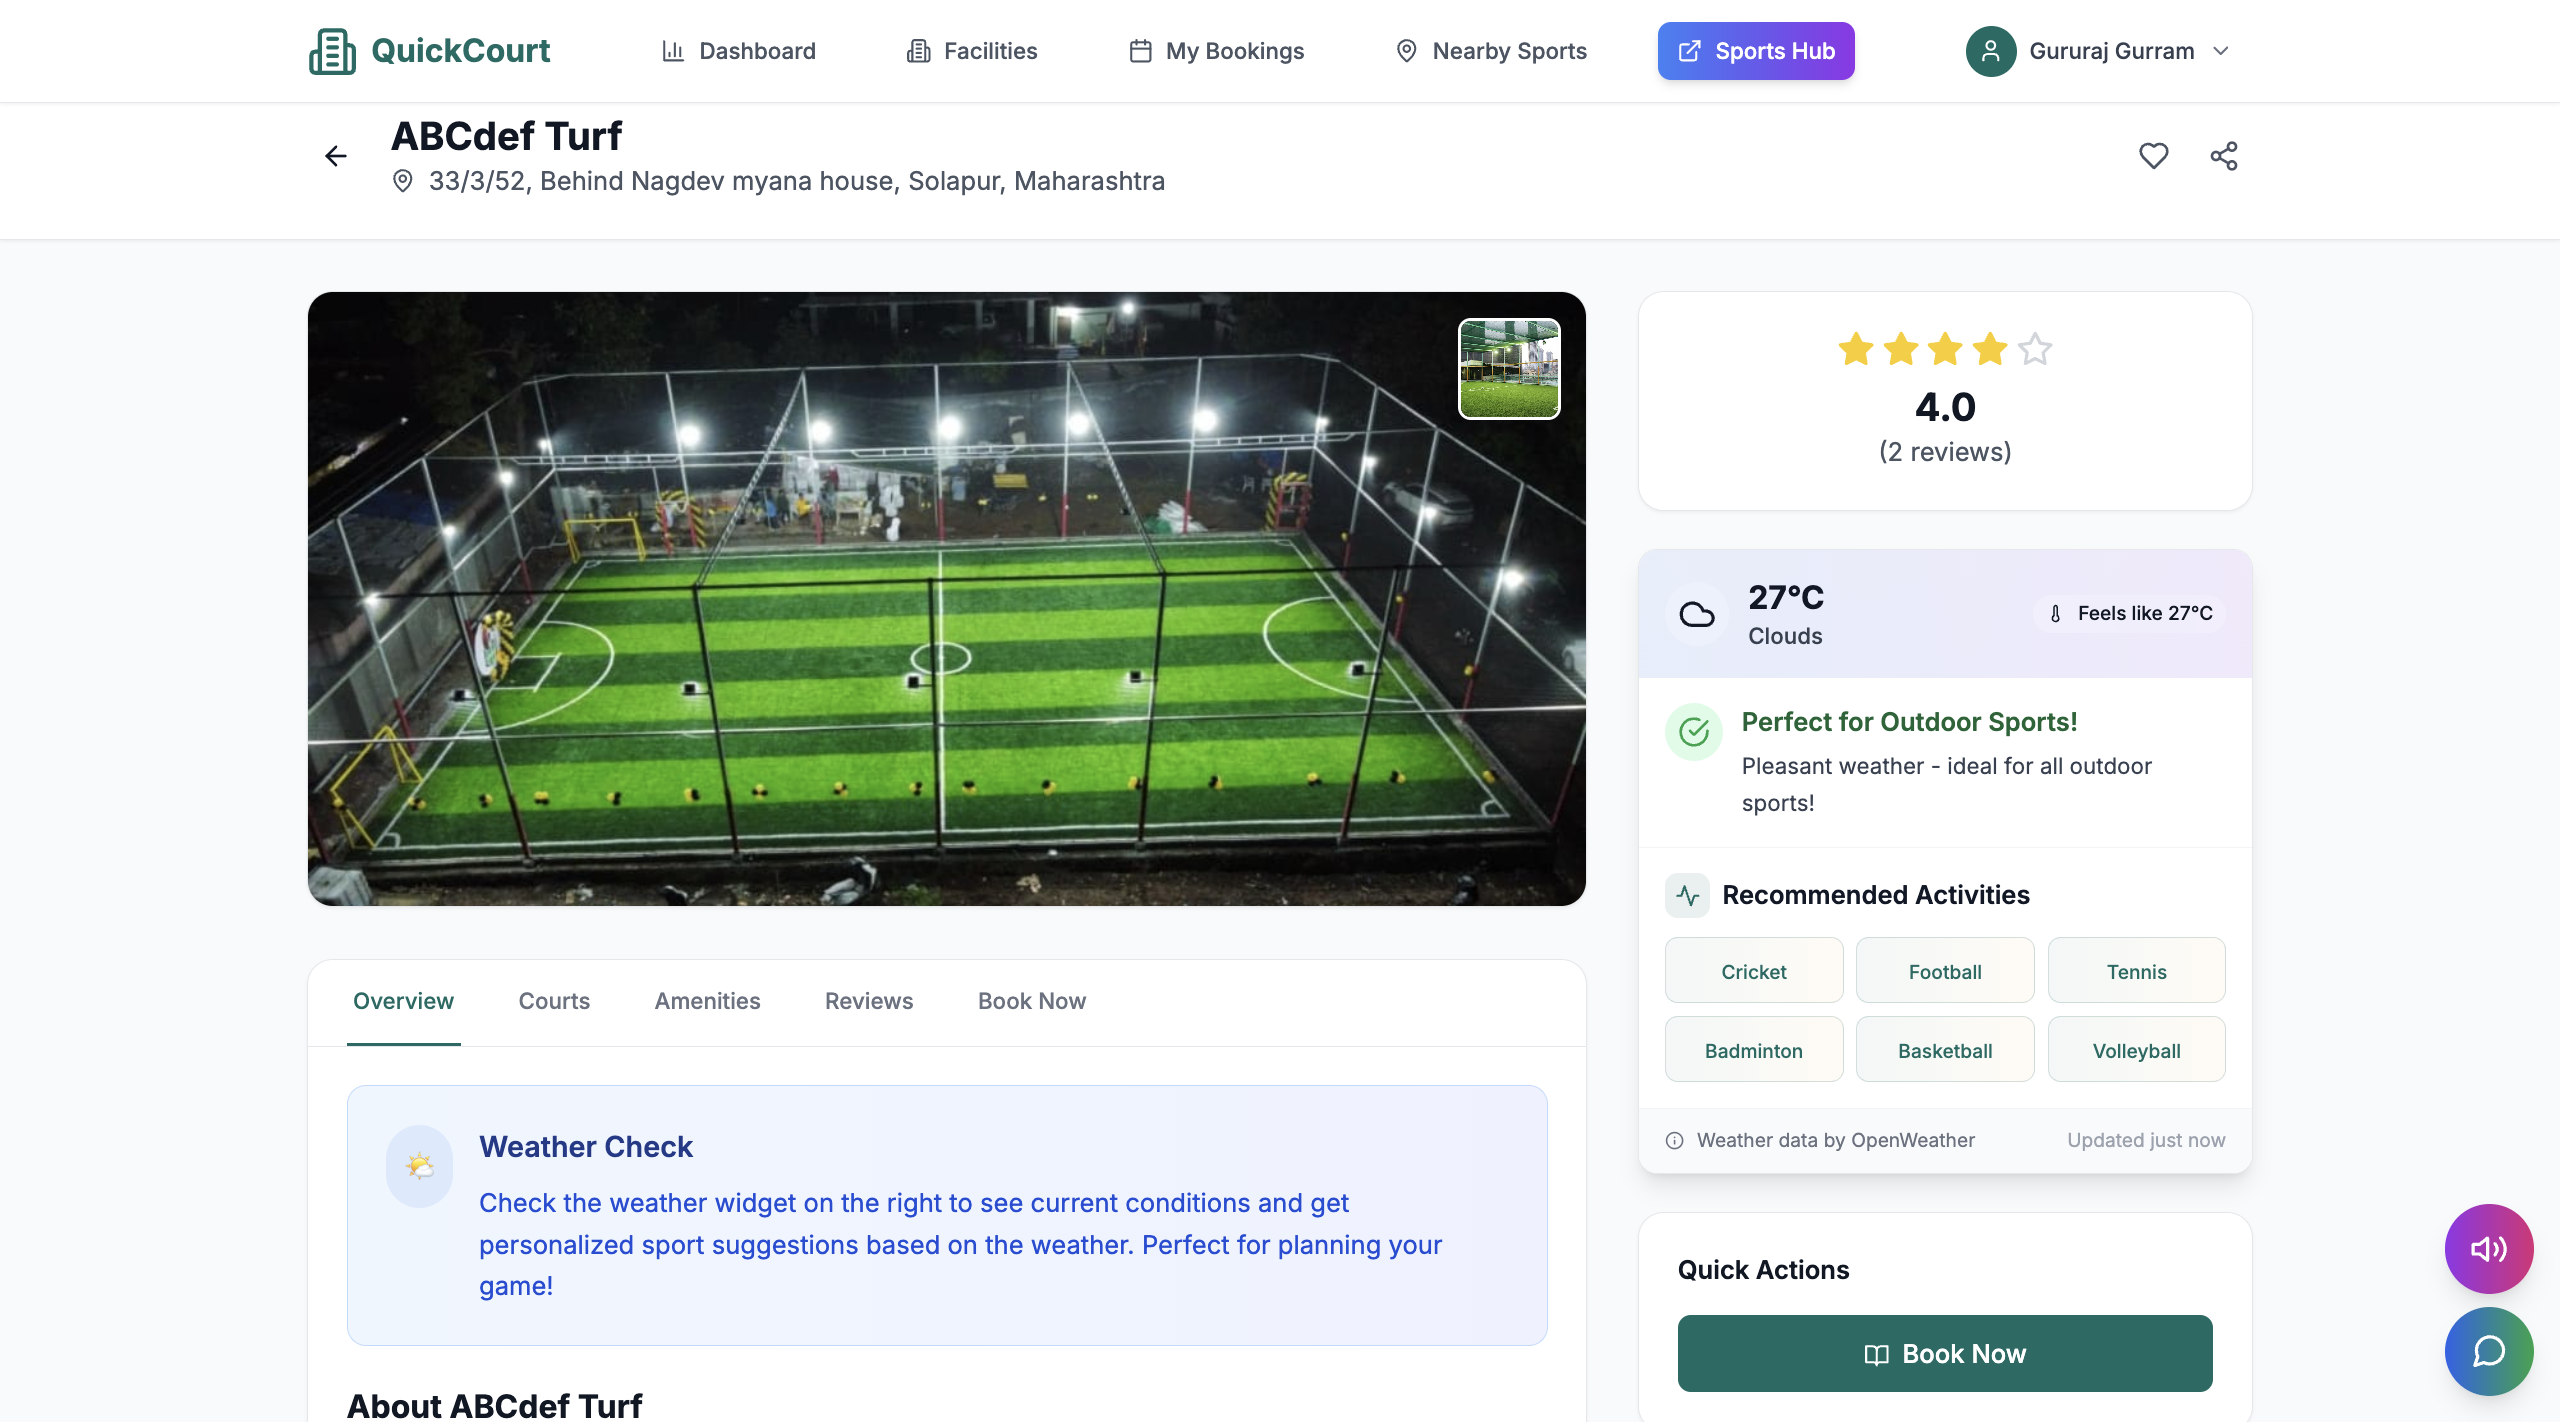 QuickCourt
Dashboard
Facilities
My Bookings
Nearby Sports
Sports Hub
Gururaj Gurram
ABCdef Turf
33/3/52, Behind Nagdev myana house, Solapur, Maharashtra
4.0
(2 reviews)
27°C
Clouds
Feels like 27°C
Perfect for Outdoor Sports!
Pleasant weather - ideal for all outdoor
sports!
Recommended Activities
Cricket
Football
Tennis
Badminton
Basketball
Volleyball
Weather data by OpenWeather
Updated just now
Overview
Courts
Amenities
Reviews
Book Now
Weather Check
Check the weather widget on the right to see current conditions and get
personalized sport suggestions based on the weather. Perfect for planning your
game!
About ABCdef Turf
Quick Actions
Book Now